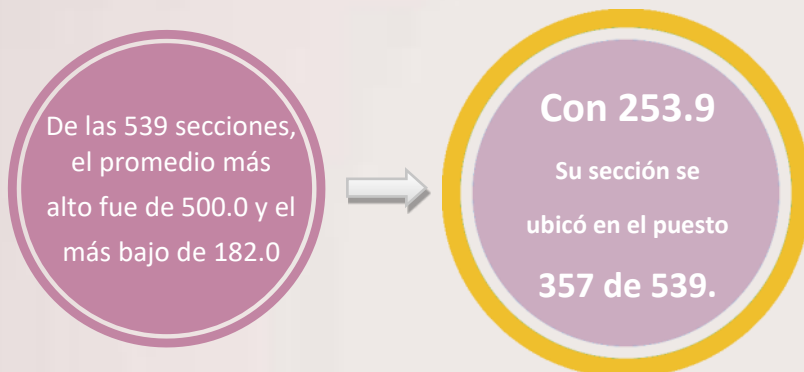 De las 539 secciones,
el promedio más
alto fue de 500.0 y el
más bajo de 182.0
Con 253.9
Su sección se
ubicó en el puesto
357 de 539.